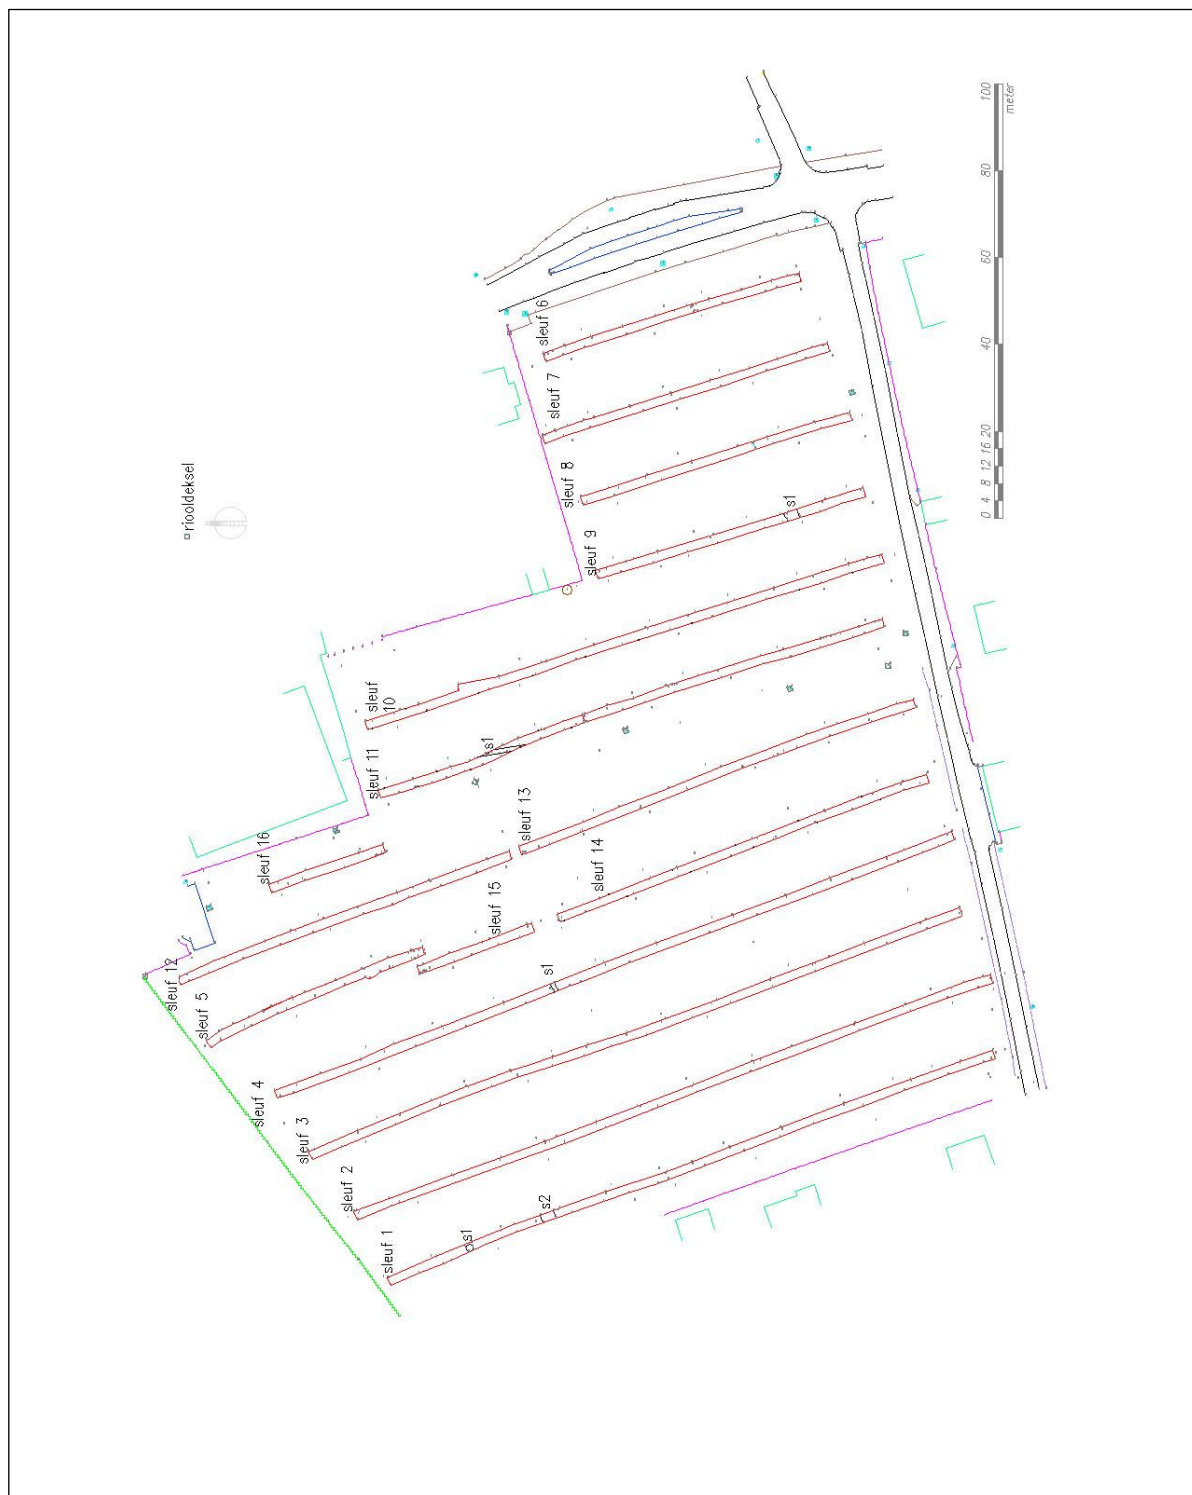 riooldeksel
0 4 8 12 16 20 40 60 80 100
meter
sleuf 6
sleuf 7
sleuf 8
sleuf 9
s1
sleuf
10
sleuf 11
s1
sleuf 16
sleuf 13
sleuf 14
sleuf 15
sleuf 12
sleuf 5
sleuf 4
s1
sleuf 3
sleuf 2
sleuf 1
s1
s2